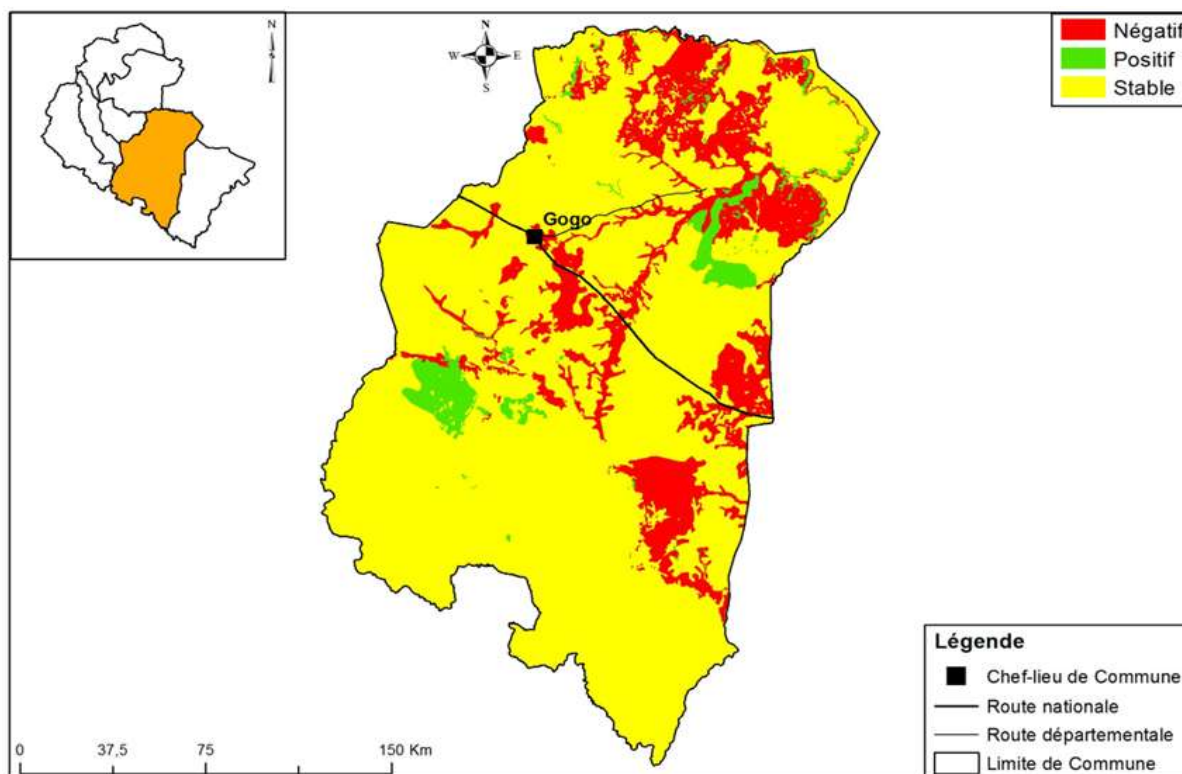 N
N
W E
S
Négatif
Positif
Stable
Gogo
Légende
Chef-lieu de Commune
Route nationale
Route départementale
Limite de Commune
0 37,5 75 150 Km